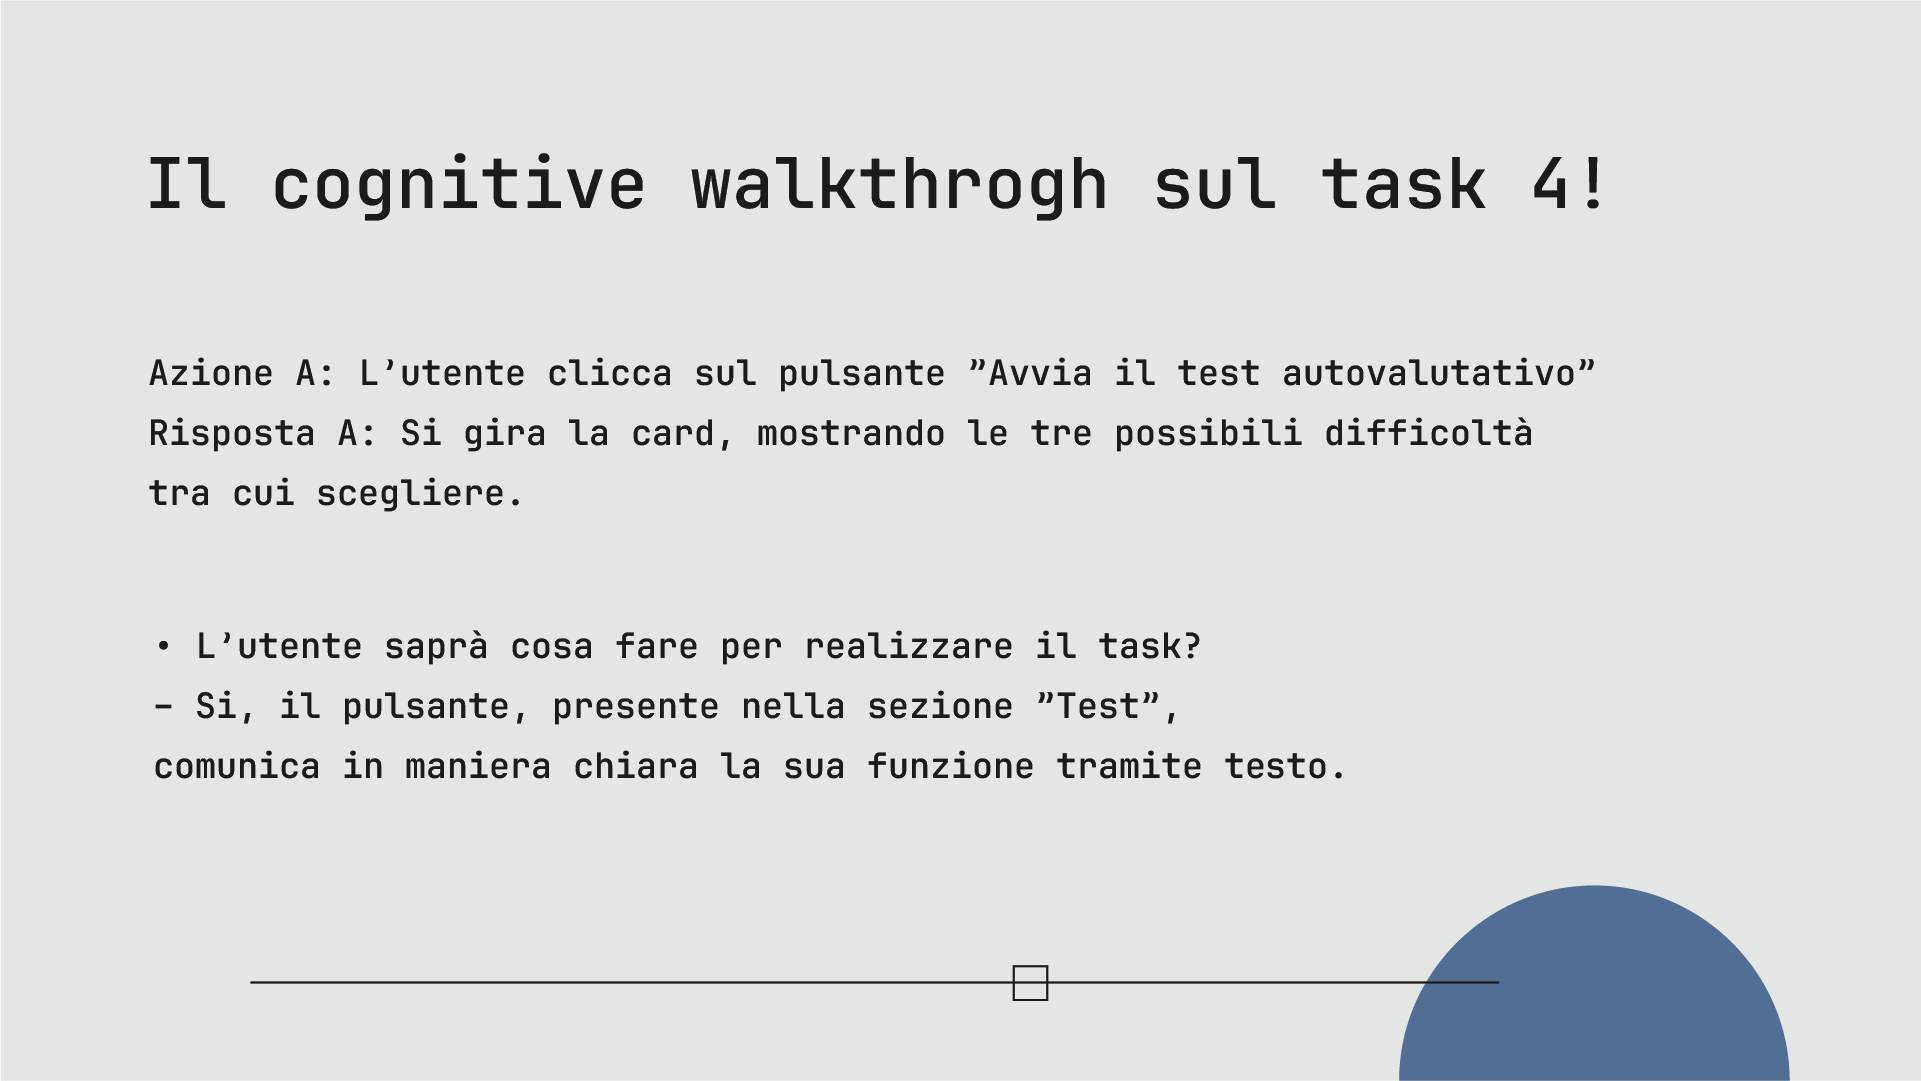 Il cognitive walkthrogh sul task 4!
Azione A: L’utente clicca sul pulsante ”Avvia il test autovalutativo”
Risposta A: Si gira la card, mostrando le tre possibili difficoltà
tra cui scegliere.
• L’utente saprà cosa fare per realizzare il task?
– Si, il pulsante, presente nella sezione ”Test”,
comunica in maniera chiara la sua funzione tramite testo.